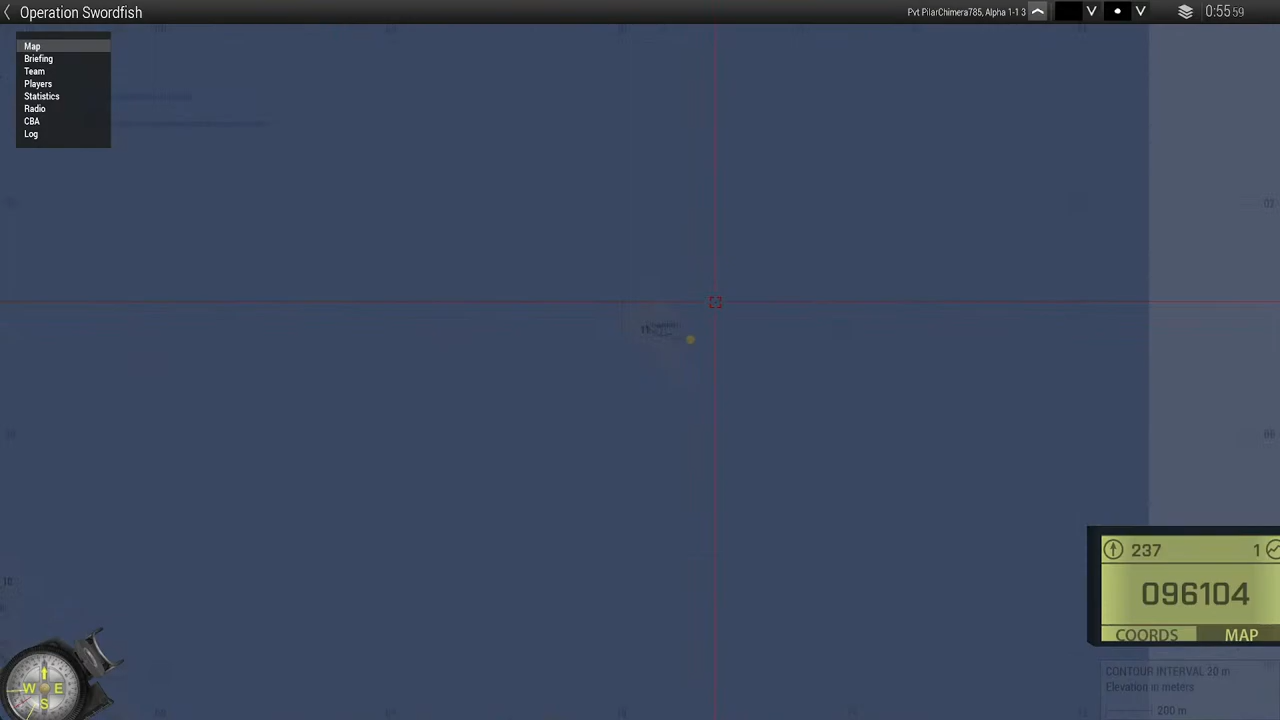 Operation Swordfish
Pvt PilarChimera785, Alpha 1-1 3
0:55 59
Map
Briefing
Team
Players
Statistics
Radio
CBA
Log
237
1
096104
COORDS
MAP
W
E
S
CONTOUR INTERVAL 20 m
Elevation in meters
200 m